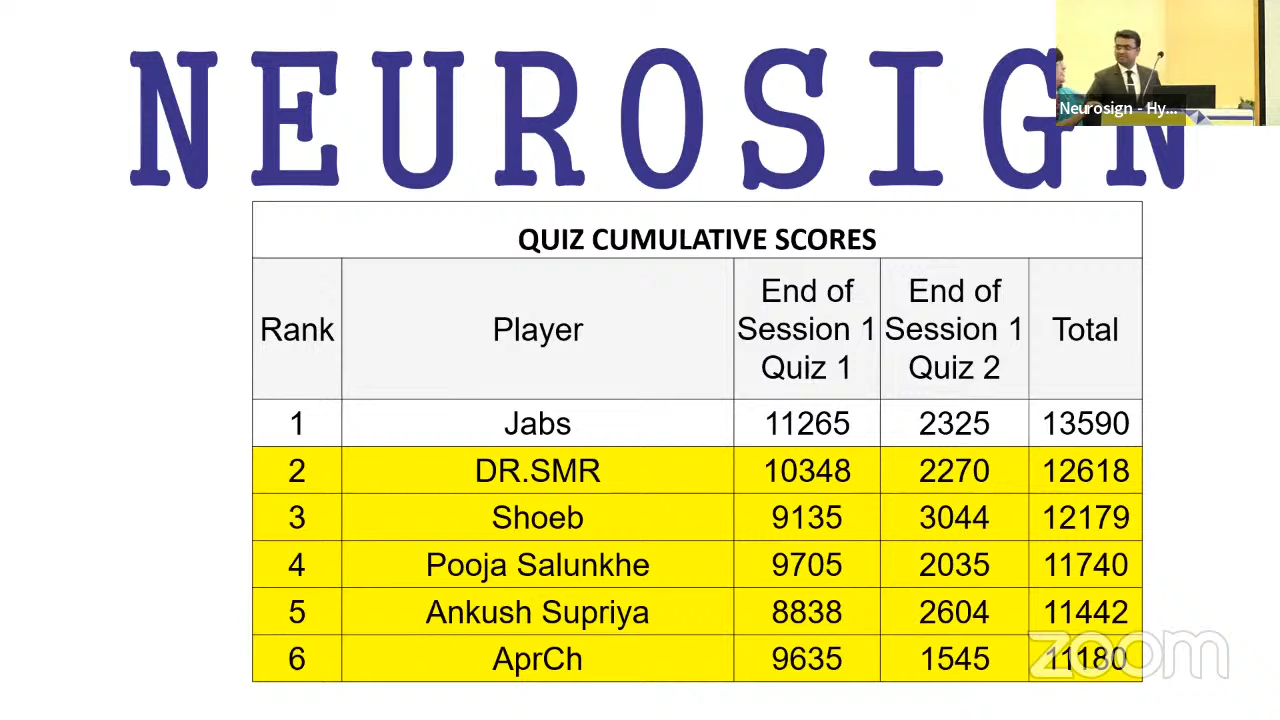 NEUROSIGN
Neurosign - Hy...
QUIZ CUMULATIVE SCORES
Rank Player End of Session 1 Quiz 1 End of Session 1 Quiz 2 Total
1 Jabs 11265 2325 13590
2 DR.SMR 10348 2270 12618
3 Shoeb 9135 3044 12179
4 Pooja Salunkhe 9705 2035 11740
5 Ankush Supriya 8838 2604 11442
6 AprCh 9635 1545 11180
zoom